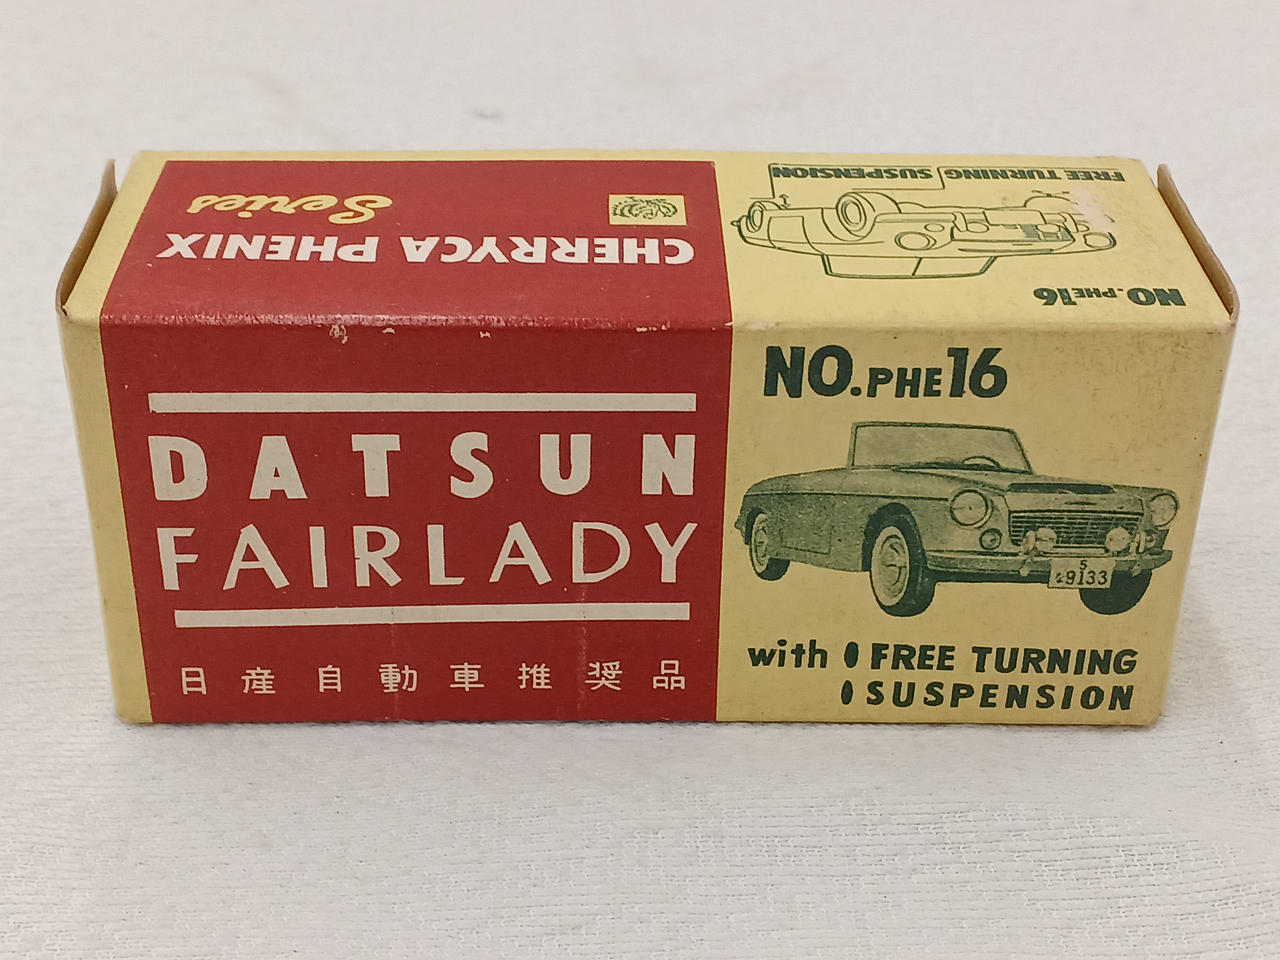 Series
CHERRYCA PHENIX
FREE TURNING SUSPENSION
NO.PHE16
DATSUN
FAIRLADY
日産自動車推奨品
NO.PHE16
5
9133
with FREE TURNING
SUSPENSION